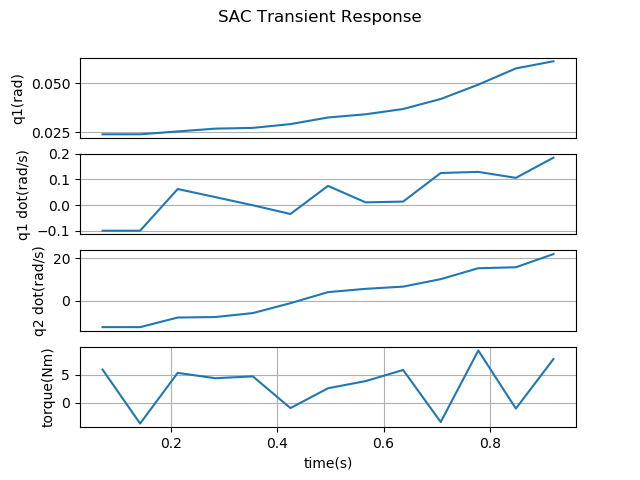 SAC Transient Response
q1(rad)
0.050
0.025
q1 dot(rad/s)
0.2
0.1
0.0
−0.1
q2 dot(rad/s)
20
0
torque(Nm)
5
0
0.2 0.4 0.6 0.8
time(s)